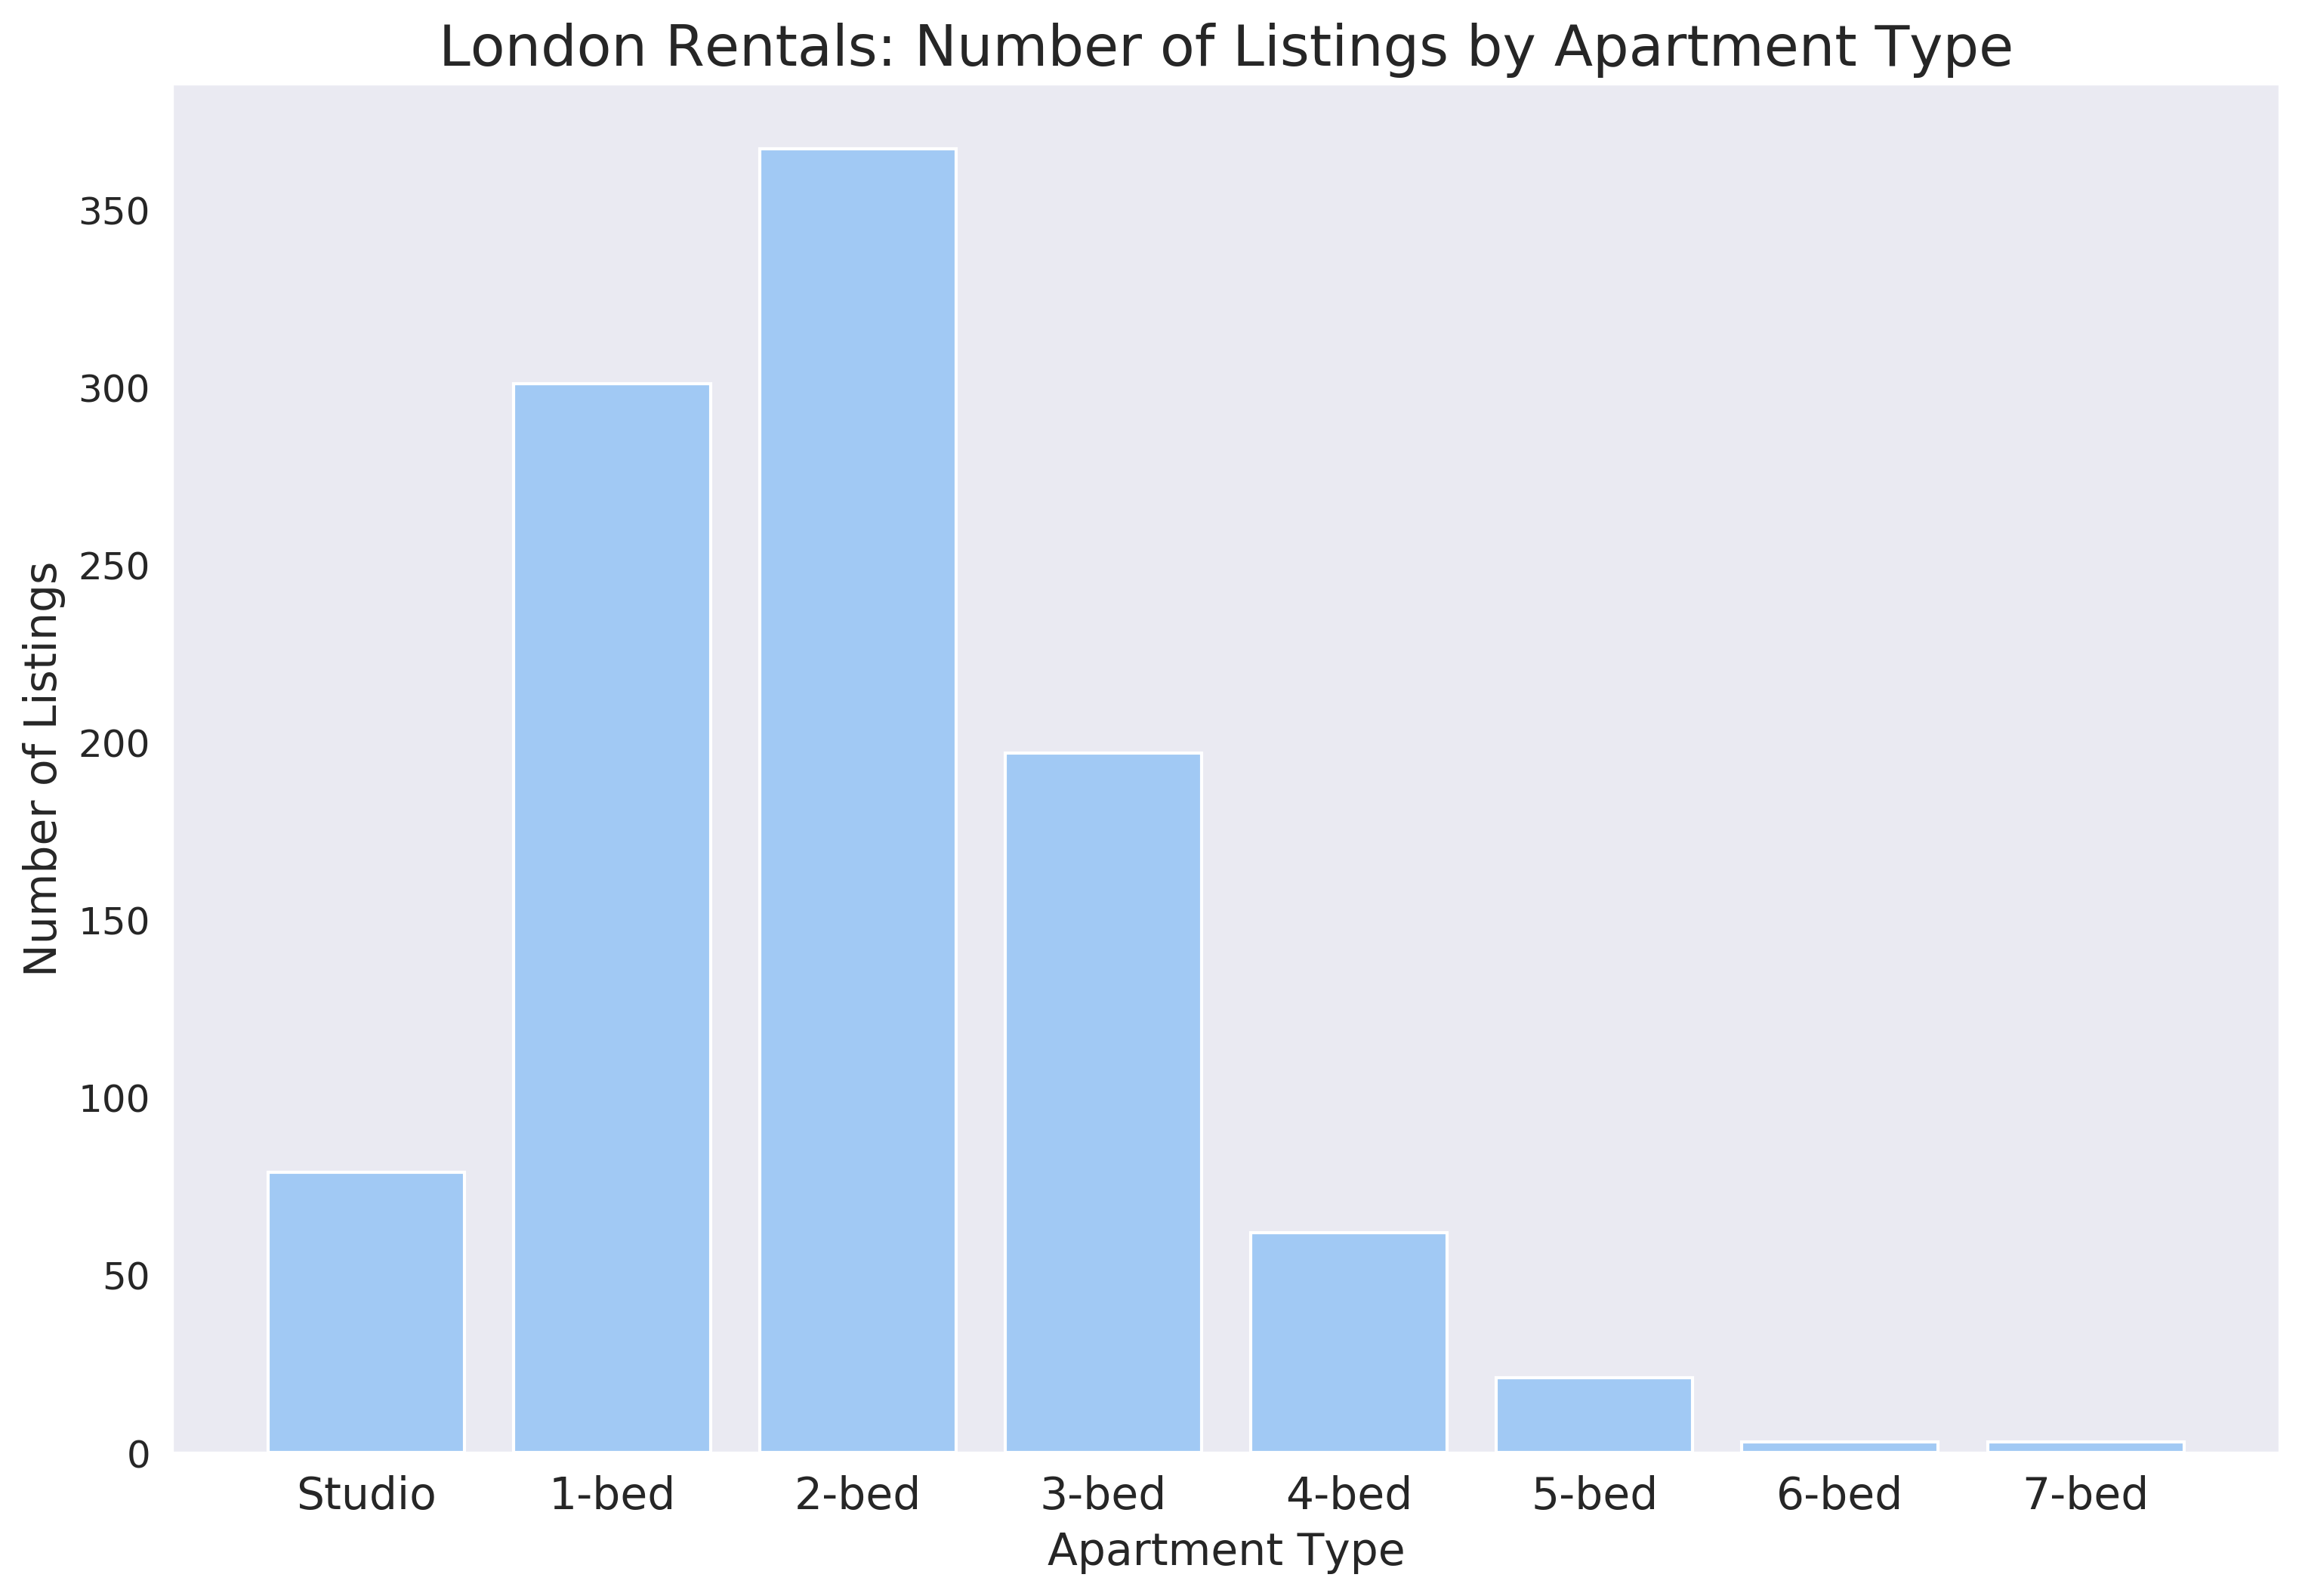 London Rentals: Number of Listings by Apartment Type
Number of Listings
350
300
250
200
150
100
50
0
Studio 1-bed 2-bed 3-bed 4-bed 5-bed 6-bed 7-bed
Apartment Type